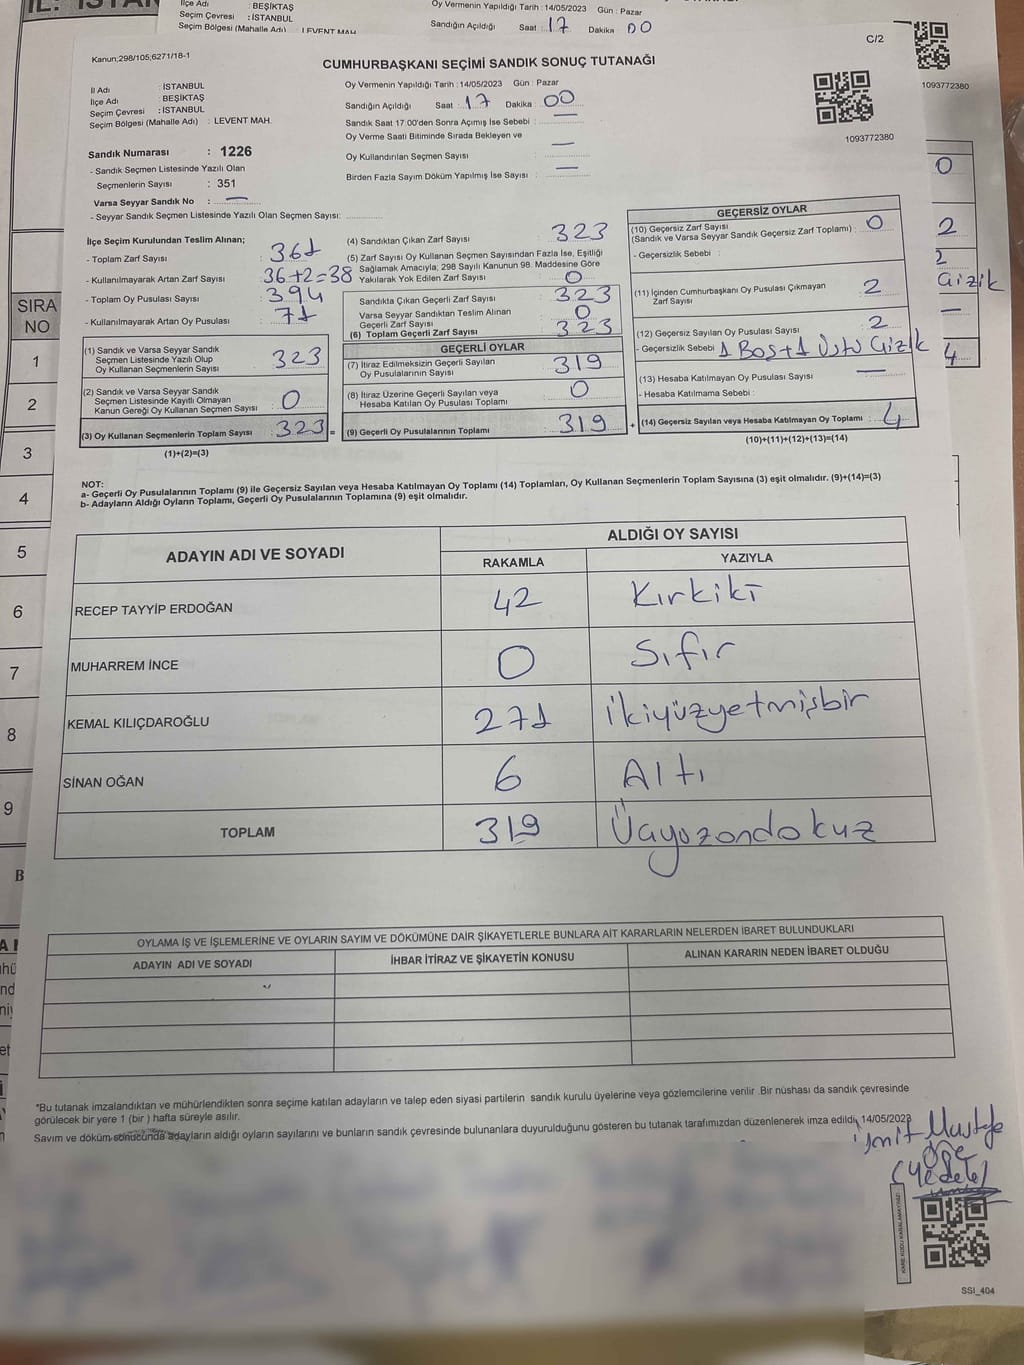 İL: İSTAN
İlçe Adı : BEŞİKTAŞ
Seçim Çevresi : İSTANBUL
Seçim Bölgesi (Mahalle Adı) : LEVENT MAH.
Oy Vermenin Yapıldığı Tarih :14/05/2023 Gün : Pazar
Sandığın Açıldığı Saat : 17 Dakika 00
C/2
Kanun;298/105;6271/18-1
CUMHURBAŞKANI SEÇİMİ SANDIK SONUÇ TUTANAĞI
İl Adı : İSTANBUL
İlçe Adı : BEŞİKTAŞ
Seçim Çevresi : İSTANBUL
Seçim Bölgesi (Mahalle Adı) : LEVENT MAH.
Oy Vermenin Yapıldığı Tarih :14/05/2023 Gün : Pazar
Sandığın Açıldığı Saat : 17 Dakika : 00
Sandık Saat 17:00'den Sonra Açımış İse Sebebi : —
Oy Verme Saati Bitiminde Sırada Bekleyen ve
Oy Kullandırılan Seçmen Sayısı : —
Birden Fazla Sayım Döküm Yapılmış İse Sayısı : —
1093772380
1093772380
Sandık Numarası : 1226
- Sandık Seçmen Listesinde Yazılı Olan
Seçmenlerin Sayısı : 351
Varsa Seyyar Sandık No : —
- Seyyar Sandık Seçmen Listesinde Yazılı Olan Seçmen Sayısı:
İlçe Seçim Kurulundan Teslim Alınan;
- Toplam Zarf Sayısı : 361
- Kullanılmayarak Artan Zarf Sayısı : 36+2=38
- Toplam Oy Pusulası Sayısı : 394
- Kullanılmayarak Artan Oy Pusulası : 71
(1) Sandık ve Varsa Seyyar Sandık
Seçmen Listesinde Yazılı Olup
Oy Kullanan Seçmenlerin Sayısı 323
(2) Sandık ve Varsa Seyyar Sandık
Seçmen Listesinde Kayıtlı Olmayan
Kanun Gereği Oy Kullanan Seçmen Sayısı 0
(3) Oy Kullanan Seçmenlerin Toplam Sayısı 323 =
(1)+(2)=(3)
(4) Sandıktan Çıkan Zarf Sayısı 323
(5) Zarf Sayısı Oy Kullanan Seçmen Sayısından Fazla İse, Eşitliği
Sağlamak Amacıyla; 298 Sayılı Kanunun 98. Maddesine Göre
Yakılarak Yok Edilen Zarf Sayısı : 0
Sandıkta Çıkan Geçerli Zarf Sayısı : 323
Varsa Seyyar Sandıktan Teslim Alınan
Geçerli Zarf Sayısı : 0
(6) Toplam Geçerli Zarf Sayısı : 323
GEÇERLİ OYLAR
(7) İtiraz Edilmeksizin Geçerli Sayılan
Oy Pusulalarının Sayısı 319
(8) İtiraz Üzerine Geçerli Sayılan veya
Hesaba Katılan Oy Pusulası Toplamı 0
(9) Geçerli Oy Pusulalarının Toplamı 319 +
GEÇERSİZ OYLAR
(10) Geçersiz Zarf Sayısı
(Sandık ve Varsa Seyyar Sandık Geçersiz Zarf Toplamı) : 0
- Geçersizlik Sebebi :
(11) İçinden Cumhurbaşkanı Oy Pusulası Çıkmayan
Zarf Sayısı : 2
(12) Geçersiz Sayılan Oy Pusulası Sayısı : 2
- Geçersizlik Sebebi 1 Boş+1 Üstü Çizik
(13) Hesaba Katılmayan Oy Pusulası Sayısı : —
- Hesaba Katılmama Sebebi :
(14) Geçersiz Sayılan veya Hesaba Katılmayan Oy Toplamı : 4
(10)+(11)+(12)+(13)=(14)
0
2
2
Çizik
—
4
SIRA
NO
1
2
3
4
5
6
7
8
9
B
NOT:
a- Geçerli Oy Pusulalarının Toplamı (9) ile Geçersiz Sayılan veya Hesaba Katılmayan Oy Toplamı (14) Toplamları, Oy Kullanan Seçmenlerin Toplam Sayısına (3) eşit olmalıdır. (9)+(14)=(3)
b- Adayların Aldığı Oyların Toplamı, Geçerli Oy Pusulalarının Toplamına (9) eşit olmalıdır.
ADAYIN ADI VE SOYADI
ALDIĞI OY SAYISI
RAKAMLA YAZIYLA
RECEP TAYYİP ERDOĞAN 42 Kırkiki
MUHARREM İNCE 0 Sıfır
KEMAL KILIÇDAROĞLU 271 İkiyüzyetmişbir
SİNAN OĞAN 6 Altı
TOPLAM 319 Üçyüzondokuz
OYLAMA İŞ VE İŞLEMLERİNE VE OYLARIN SAYIM VE DÖKÜMÜNE DAİR ŞİKAYETLERLE BUNLARA AİT KARARLARIN NELERDEN İBARET BULUNDUKLARI
ADAYIN ADI VE SOYADI İHBAR İTİRAZ VE ŞİKAYETİN KONUSU ALINAN KARARIN NEDEN İBARET OLDUĞU
*Bu tutanak imzalandıktan ve mühürlendikten sonra seçime katılan adayların ve talep eden siyasi partilerin sandık kurulu üyelerine veya gözlemcilerine verilir .Bir nüshası da sandık çevresinde
görülecek bir yere 1 (bir ) hafta süreyle asılır.
Sayım ve döküm sonucunda adayların aldığı oyların sayılarını ve bunların sandık çevresinde bulunanlara duyurulduğunu gösteren bu tutanak tarafımızdan düzenlenerek imza edildi. 14/05/2023
Ümit Mustafa
Öğe
(Yedek)
KARE KODU KARALAMAYINIZ!
SSI_404